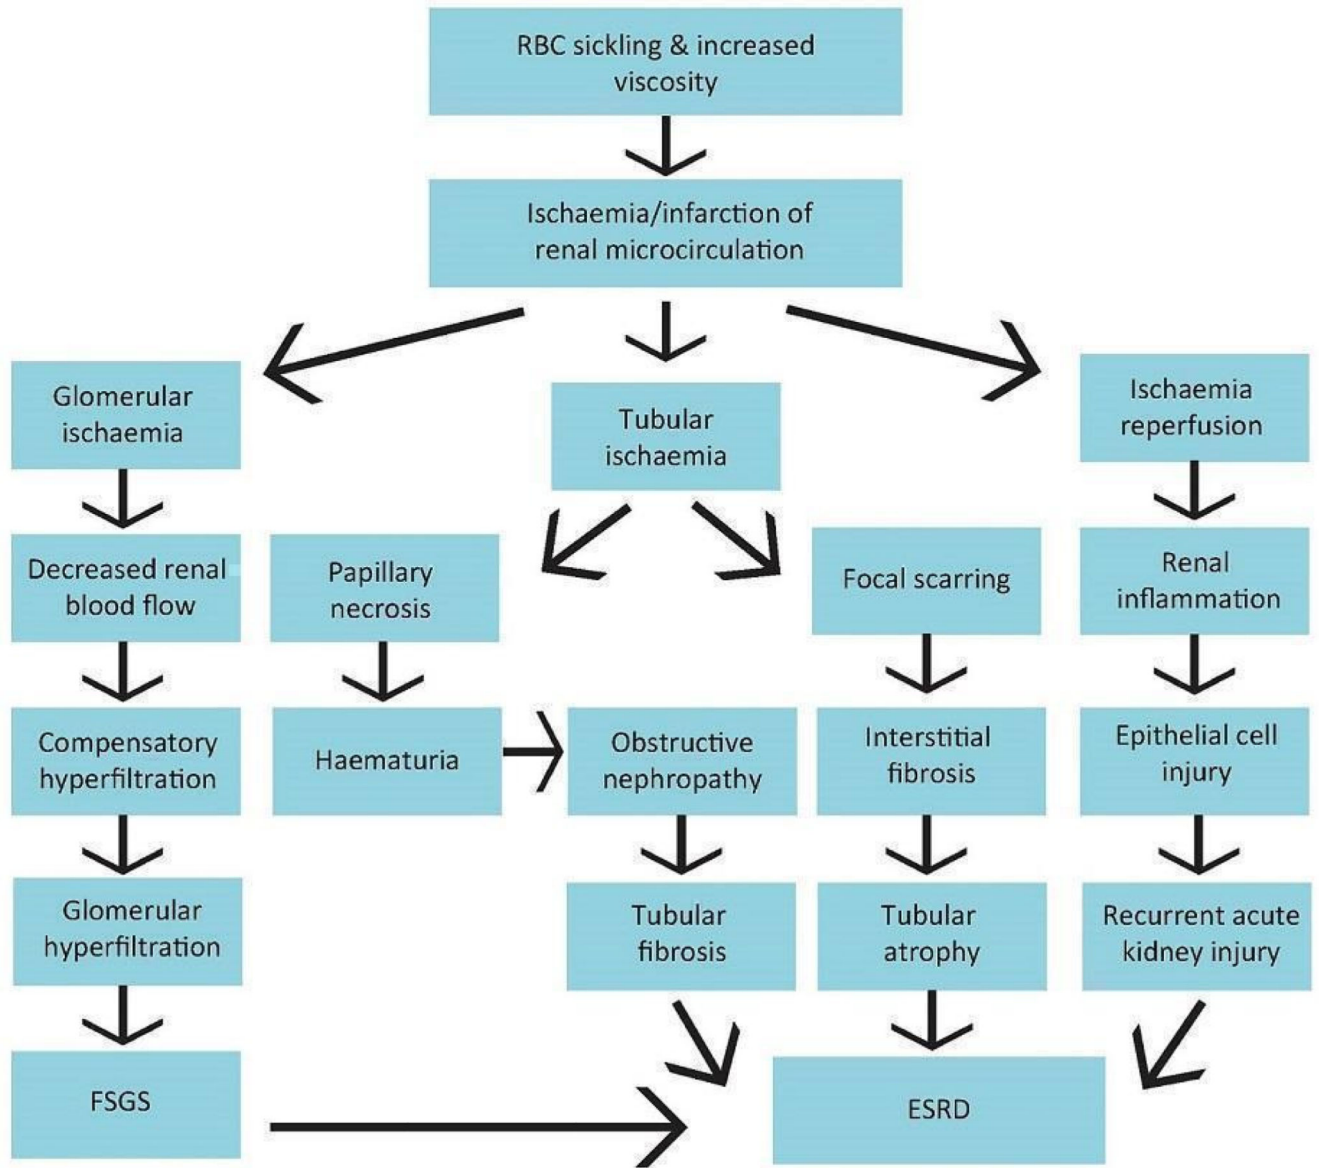 RBC sickling & increased
viscosity
Ischaemia/infarction of
renal microcirculation
Glomerular
ischaemia
Tubular
ischaemia
Ischaemia
reperfusion
Decreased renal
blood flow
Papillary
necrosis
Focal scarring
Renal
inflammation
Compensatory
hyperfiltration
Haematuria
Obstructive
nephropathy
Interstitial
fibrosis
Epithelial cell
injury
Glomerular
hyperfiltration
Tubular
fibrosis
Tubular
atrophy
Recurrent acute
kidney injury
FSGS
ESRD